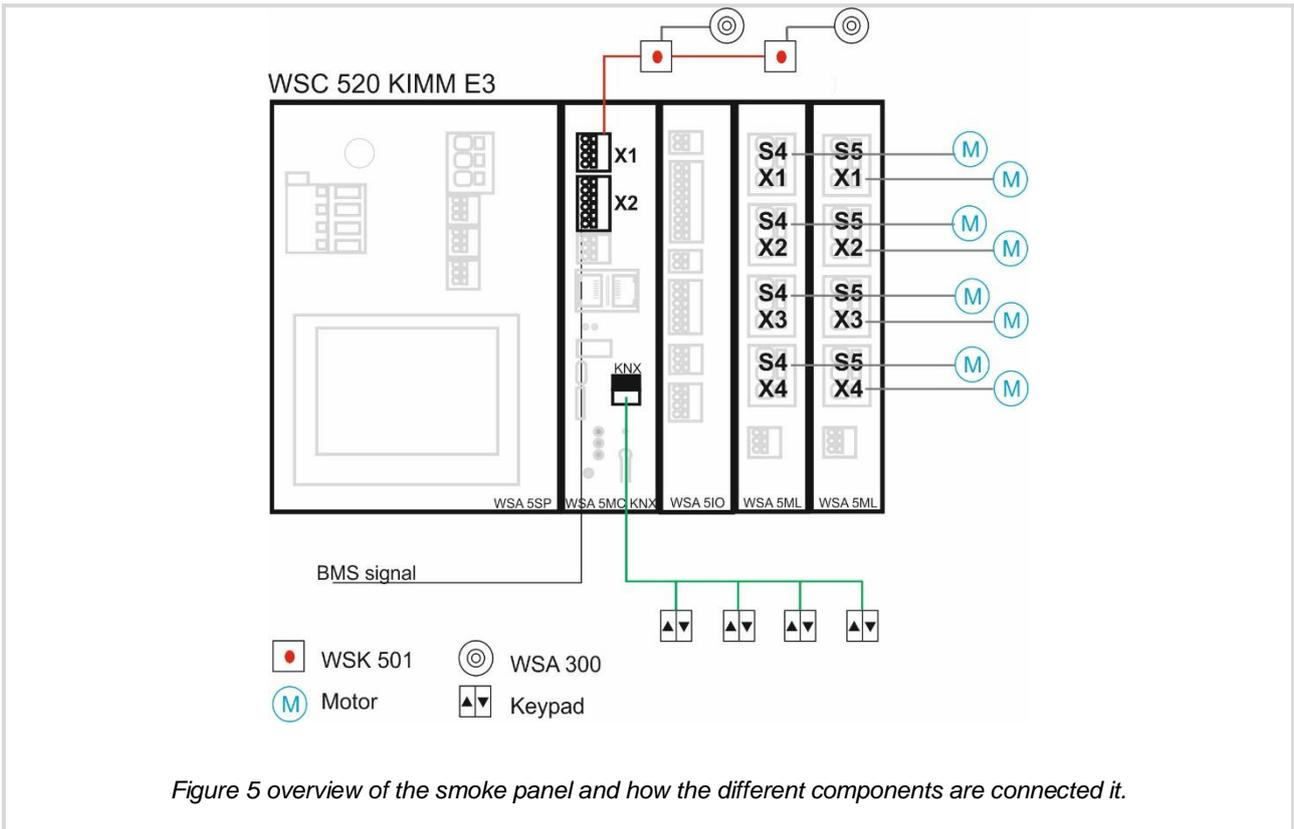 WSC 520 KIMM E3
X1
X2
KNX
S4 S5 M
X1 X1 M
S4 S5 M
X2 X2 M
S4 S5 M
X3 X3 M
S4 S5 M
X4 X4 M
WSA 5SP WSA 5MC KNX WSA 5IO WSA 5ML WSA 5ML
BMS signal
WSK 501 WSA 300
M Motor Keypad
Figure 5 overview of the smoke panel and how the different components are connected it.